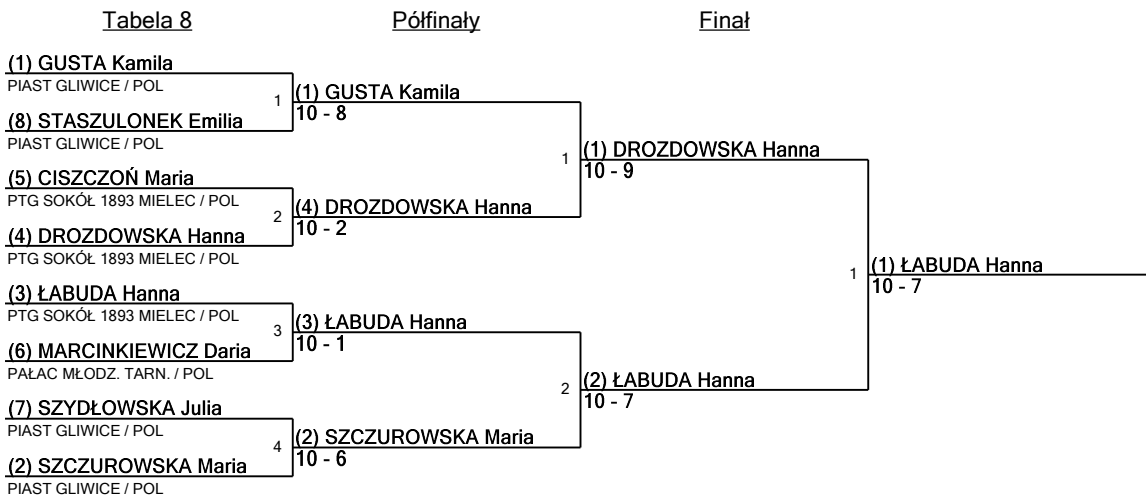 Tabela 8
Półfinały
Finał
(1) GUSTA Kamila
PIAST GLIWICE / POL
1
(8) STASZULONEK Emilia
PIAST GLIWICE / POL
(5) CISZCZOŃ Maria
PTG SOKÓŁ 1893 MIELEC / POL
2
(4) DROZDOWSKA Hanna
PTG SOKÓŁ 1893 MIELEC / POL
(3) ŁABUDA Hanna
PTG SOKÓŁ 1893 MIELEC / POL
3
(6) MARCINKIEWICZ Daria
PAŁAC MŁODZ. TARN. / POL
(7) SZYDŁOWSKA Julia
PIAST GLIWICE / POL
4
(2) SZCZUROWSKA Maria
PIAST GLIWICE / POL
(1) GUSTA Kamila
10 - 8
1
(4) DROZDOWSKA Hanna
10 - 2
(3) ŁABUDA Hanna
10 - 1
2
(2) SZCZUROWSKA Maria
10 - 6
(1) DROZDOWSKA Hanna
10 - 9
1
(2) ŁABUDA Hanna
10 - 7
(1) ŁABUDA Hanna
10 - 7